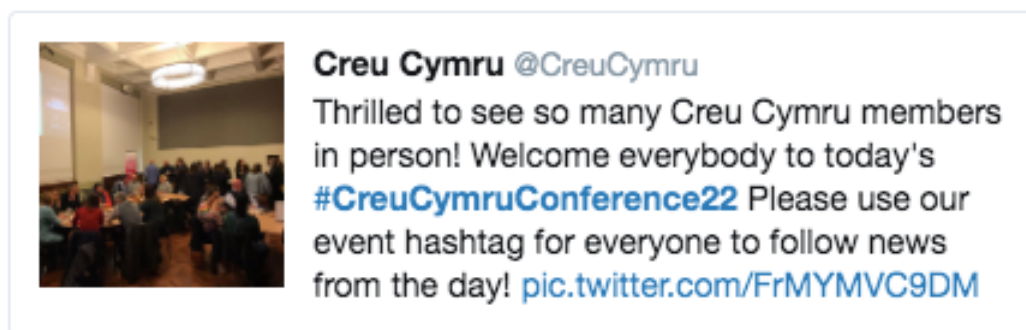 Creu Cymru @CreuCymru
Thrilled to see so many Creu Cymru members
in person! Welcome everybody to today's
#CreuCymruConference22 Please use our
event hashtag for everyone to follow news
from the day! pic.twitter.com/FrMYMVC9DM